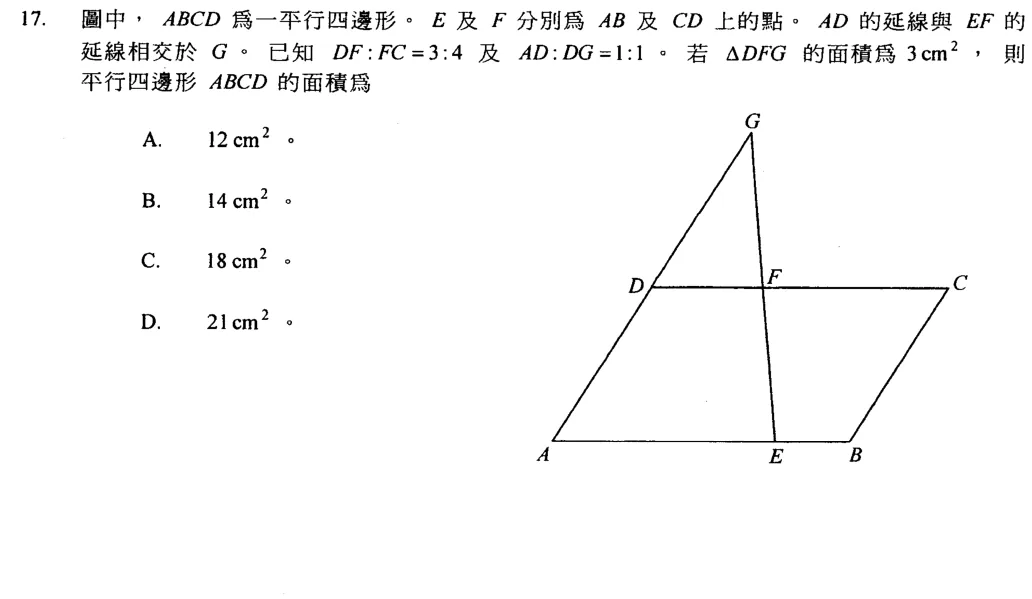 17. 圖中，ABCD 爲一平行四邊形。E 及 F 分別爲 AB 及 CD 上的點。AD 的延線與 EF 的
延線相交於 G。已知 DF : FC = 3 : 4 及 AD : DG = 1 : 1。若 ΔDFG 的面積爲 3 cm²，則
平行四邊形 ABCD 的面積爲
A. 12 cm²。
B. 14 cm²。
C. 18 cm²。
D. 21 cm²。
G
D
F
C
A
E
B